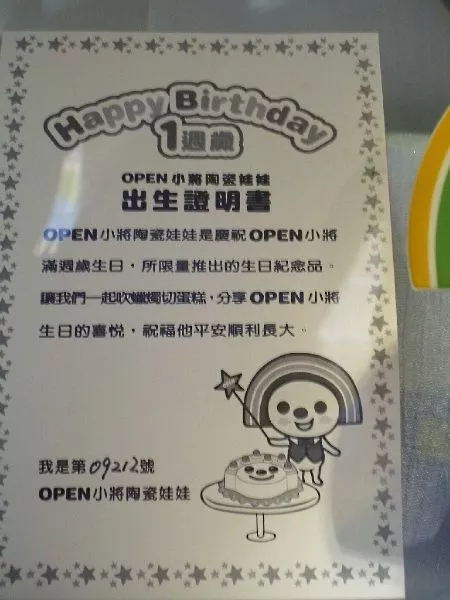 Happy Birthday
1週歲
OPEN小將陶瓷娃娃
出生證明書
OPEN小將陶瓷娃娃是慶祝OPEN小將
滿週歲生日，所限量推出的生日紀念品。
讓我們一起吹蠟燭切蛋糕，分享OPEN小將
生日的喜悅，祝福他平安順利長大。
我是第09212號
OPEN小將陶瓷娃娃